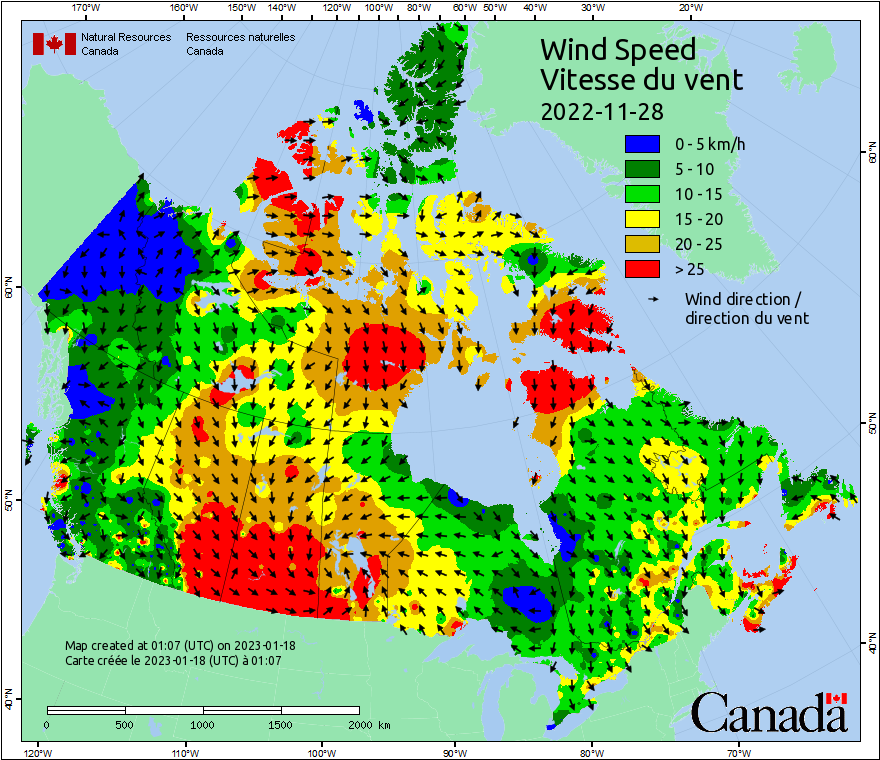 170°W 160°W 150°W 140°W 130°W 120°W 110°W 100°W 90°W 80°W 70°W 60°W 50°W 40°W 30°W 20°W
Natural Resources Canada
Ressources naturelles Canada
Wind Speed
Vitesse du vent
2022-11-28
0 - 5 km/h
5 - 10
10 - 15
15 - 20
20 - 25
> 25
Wind direction /
direction du vent
60°N
60°N
50°N
50°N
40°N
40°N
Map created at 01:07 (UTC) on 2023-01-18
Carte créée le 2023-01-18 (UTC) à 01:07
0 500 1000 1500 2000 km
Canada
120°W 110°W 100°W 90°W 80°W 70°W